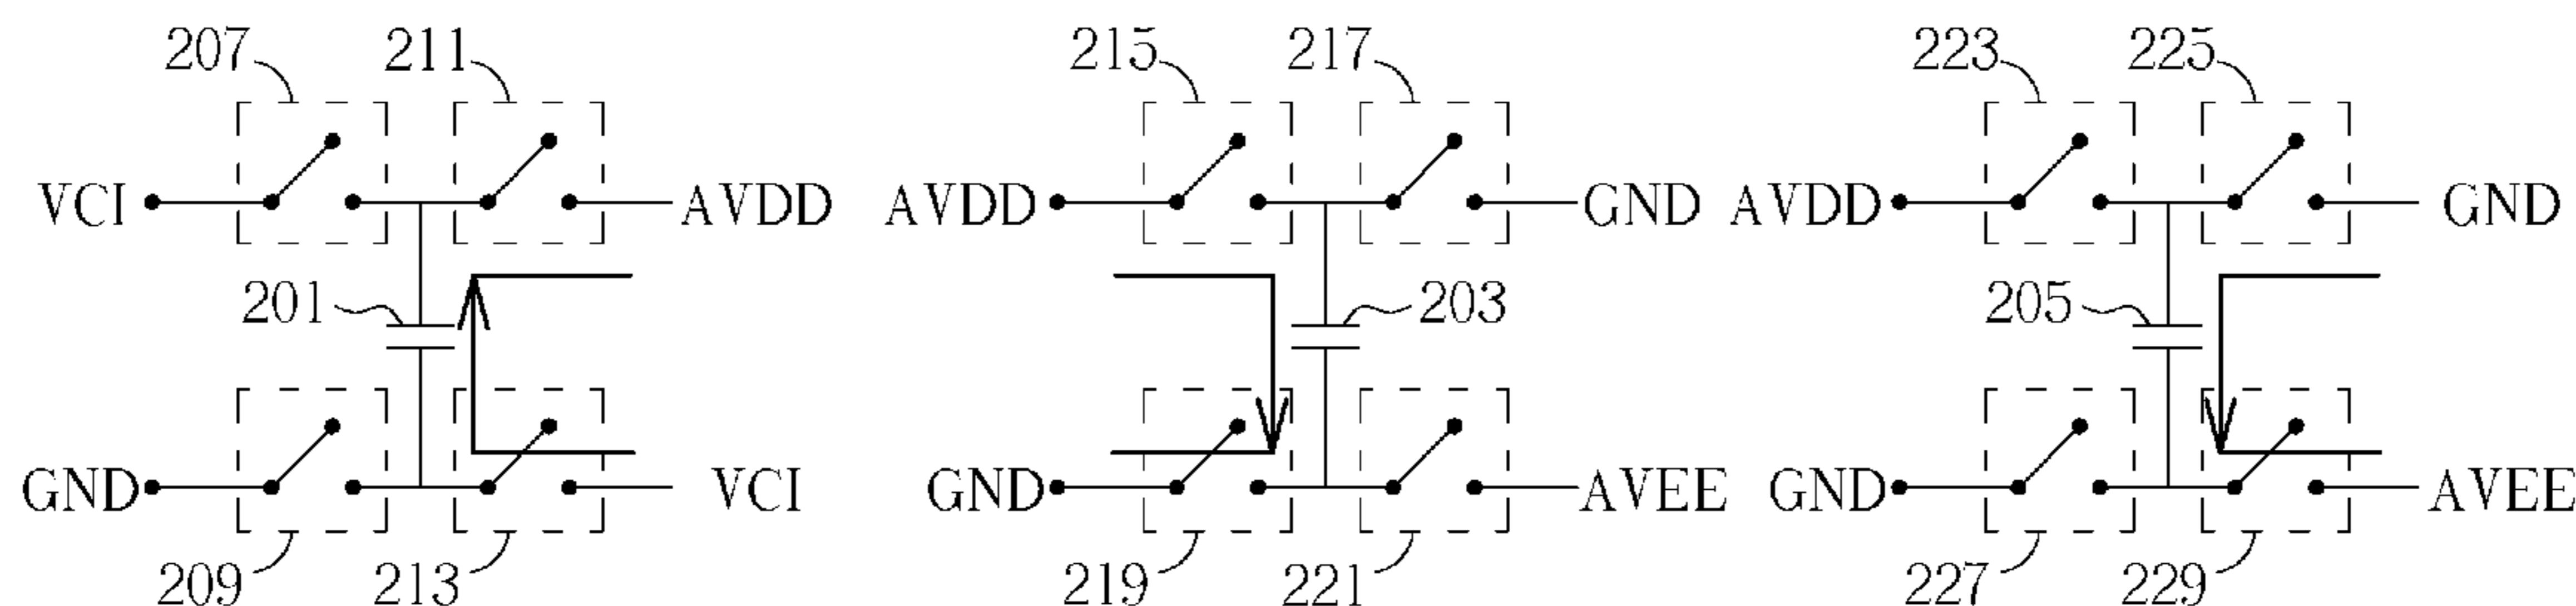 207 211 215 217 223 225
VCI AVDD AVDD GND AVDD GND
201 203 205
GND VCI GND AVEE GND AVEE
209 213 219 221 227 229